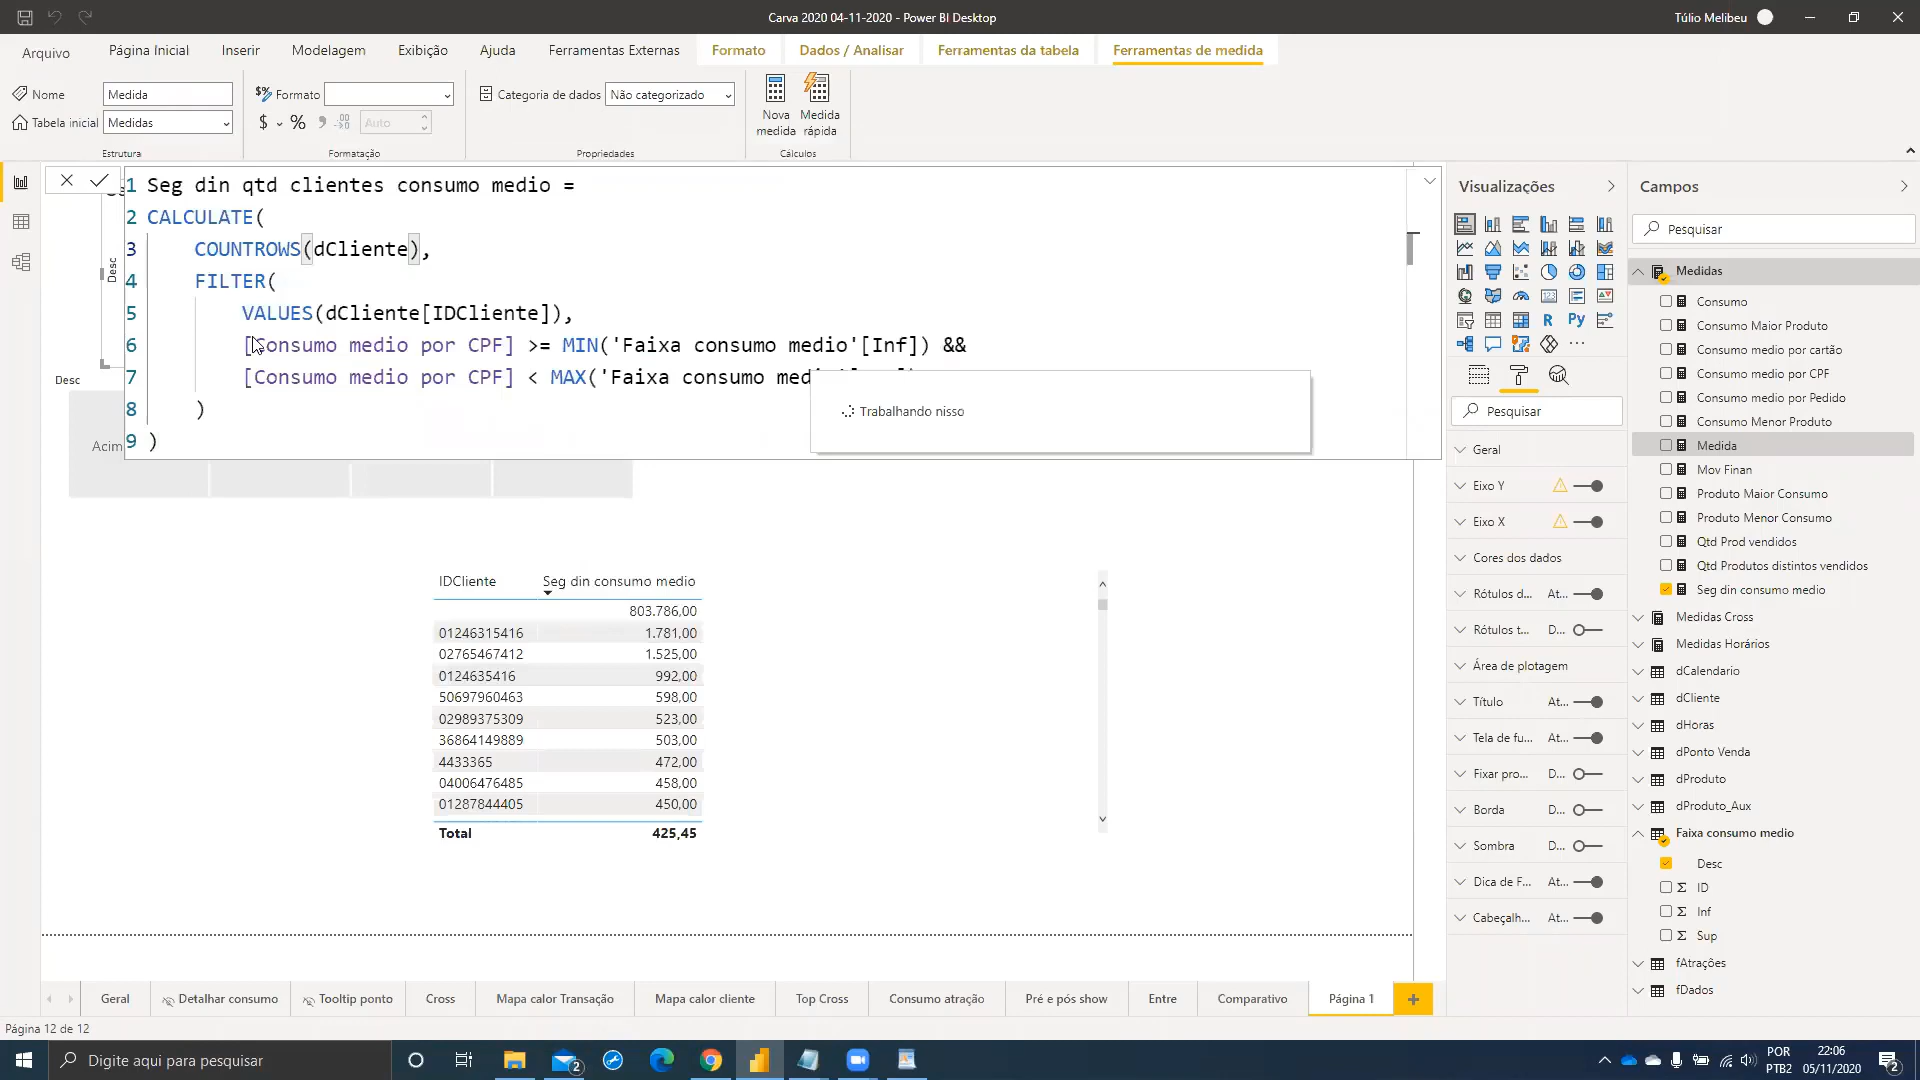 Carva 2020 04-11-2020 - Power BI Desktop
Túlio Melibeu
Arquivo
Página Inicial
Inserir
Modelagem
Exibição
Ajuda
Ferramentas Externas
Formato
Dados / Analisar
Ferramentas da tabela
Ferramentas de medida
Nome
Medida
Formato
Categoria de dados
Não categorizado
Tabela inicial
Medidas
$
%
Auto
Nova medida
Medida rápida
Estrutura
Formatação
Propriedades
Cálculos
1 Seg din qtd clientes consumo medio =
2 CALCULATE(
3 COUNTROWS(dCliente),
4 FILTER(
5 VALUES(dCliente[IDCliente]),
6 [Consumo medio por CPF] >= MIN('Faixa consumo medio'[Inf]) &&
7 [Consumo medio por CPF] < MAX('Faixa consumo med
8 )
9 )
Trabalhando nisso
Desc
Desc
Acim
IDCliente Seg din consumo medio
803.786,00
01246315416 1.781,00
02765467412 1.525,00
0124635416 992,00
50697960463 598,00
02989375309 523,00
36864149889 503,00
4433365 472,00
04006476485 458,00
01287844405 450,00
Total 425,45
Visualizações
R Py
Pesquisar
Geral
Eixo Y
Eixo X
Cores dos dados
Rótulos d... At...
Rótulos t... D...
Área de plotagem
Título At...
Tela de fu... At...
Fixar pro... D...
Borda D...
Sombra D...
Dica de F... At...
Cabeçalh... At...
Campos
Pesquisar
Medidas
Consumo
Consumo Maior Produto
Consumo medio por cartão
Consumo medio por CPF
Consumo medio por Pedido
Consumo Menor Produto
Medida
Mov Finan
Produto Maior Consumo
Produto Menor Consumo
Qtd Prod vendidos
Qtd Produtos distintos vendidos
Seg din consumo medio
Medidas Cross
Medidas Horários
dCalendario
dCliente
dHoras
dPonto Venda
dProduto
dProduto_Aux
Faixa consumo medio
Desc
ID
Inf
Sup
fAtrações
fDados
Geral
Detalhar consumo
Tooltip ponto
Cross
Mapa calor Transação
Mapa calor cliente
Top Cross
Consumo atração
Pré e pós show
Entre
Comparativo
Página 1
Página 12 de 12
Digite aqui para pesquisar
2
POR
PTB2
22:06
05/11/2020
2